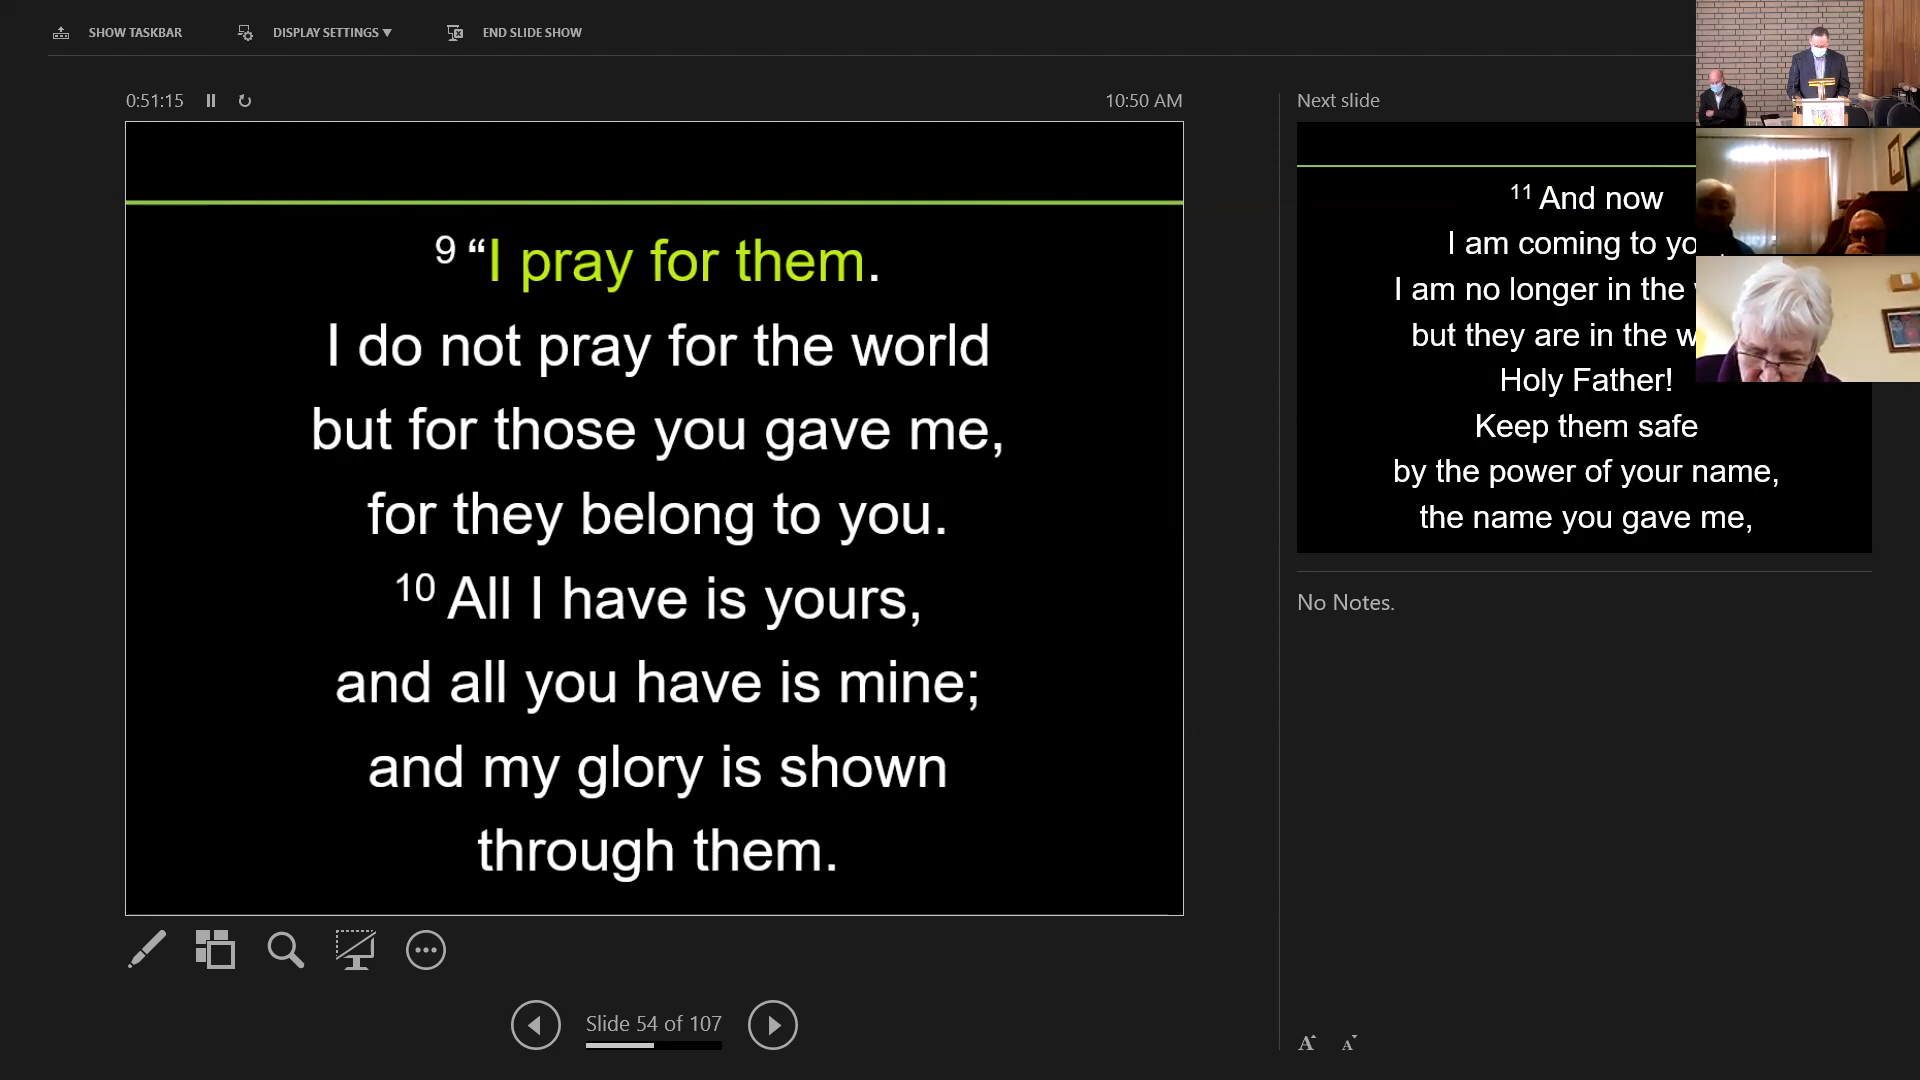 SHOW TASKBAR
DISPLAY SETTINGS ▼
END SLIDE SHOW
0:51:15
10:50 AM
9 “I pray for them.
I do not pray for the world
but for those you gave me,
for they belong to you.
10 All I have is yours,
and all you have is mine;
and my glory is shown
through them.
Slide 54 of 107
Next slide
11 And now
I am coming to
I am no longer in the
but they are in the
Holy Father!
Keep them safe
by the power of your name,
the name you gave me,
No Notes.
A A